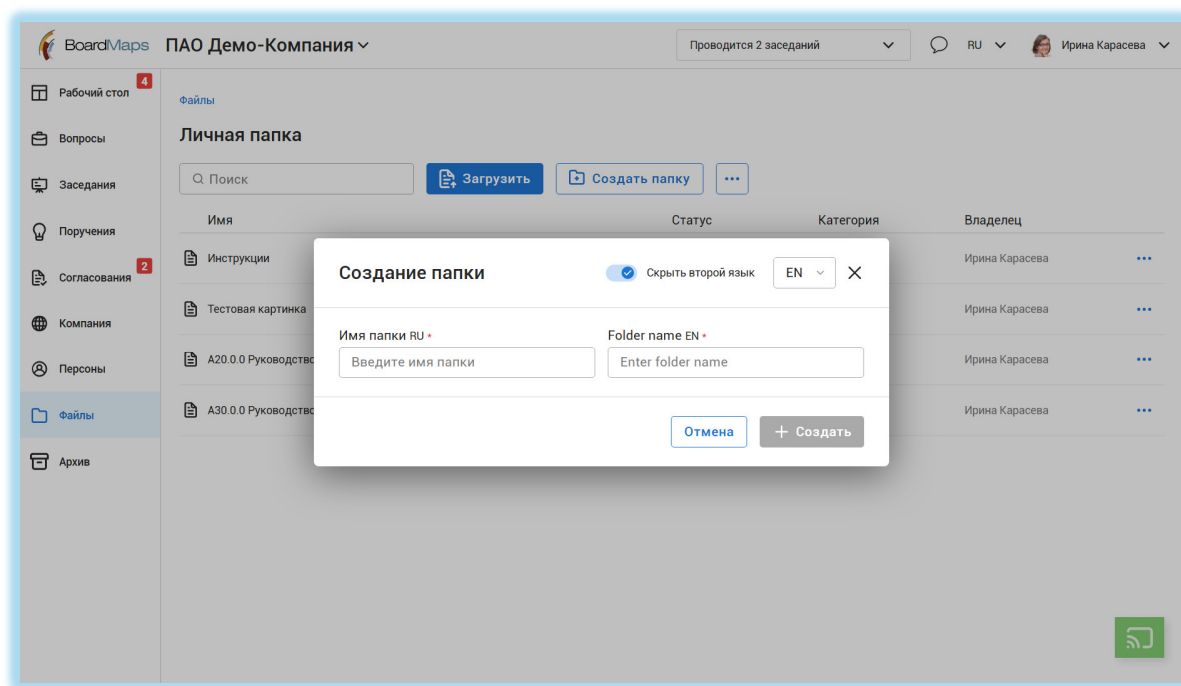 BoardMaps ПАО Демо-Компания Проводится 2 заседаний RU Ирина Карасева
Рабочий стол 4
Вопросы
Заседания
Поручения
Согласования 2
Компания
Персоны
Файлы
Архив
Файлы
Личная папка
Поиск Загрузить Создать папку ...
Имя Статус Категория Владелец
Инструкции Ирина Карасева ...
Тестовая картинка Ирина Карасева ...
A20.0.0 Руководство Ирина Карасева ...
A30.0.0 Руководство Ирина Карасева ...
Создание папки Скрыть второй язык EN
Имя папки RU * Folder name EN *
Введите имя папки Enter folder name
Отмена + Создать